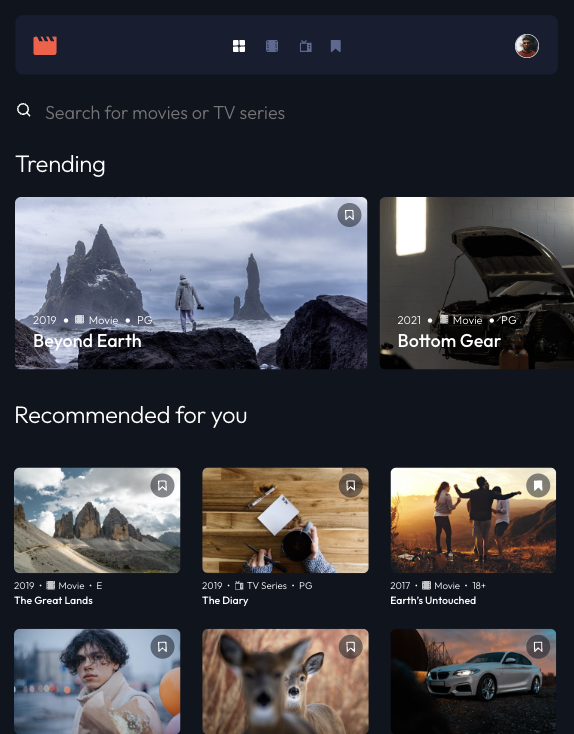 Search for movies or TV series
Trending
2019 • Movie • PG
Beyond Earth
2021 • Movie • PG
Bottom Gear
Recommended for you
2019 • Movie • E
The Great Lands
2019 • TV Series • PG
The Diary
2017 • Movie • 18+
Earth's Untouched